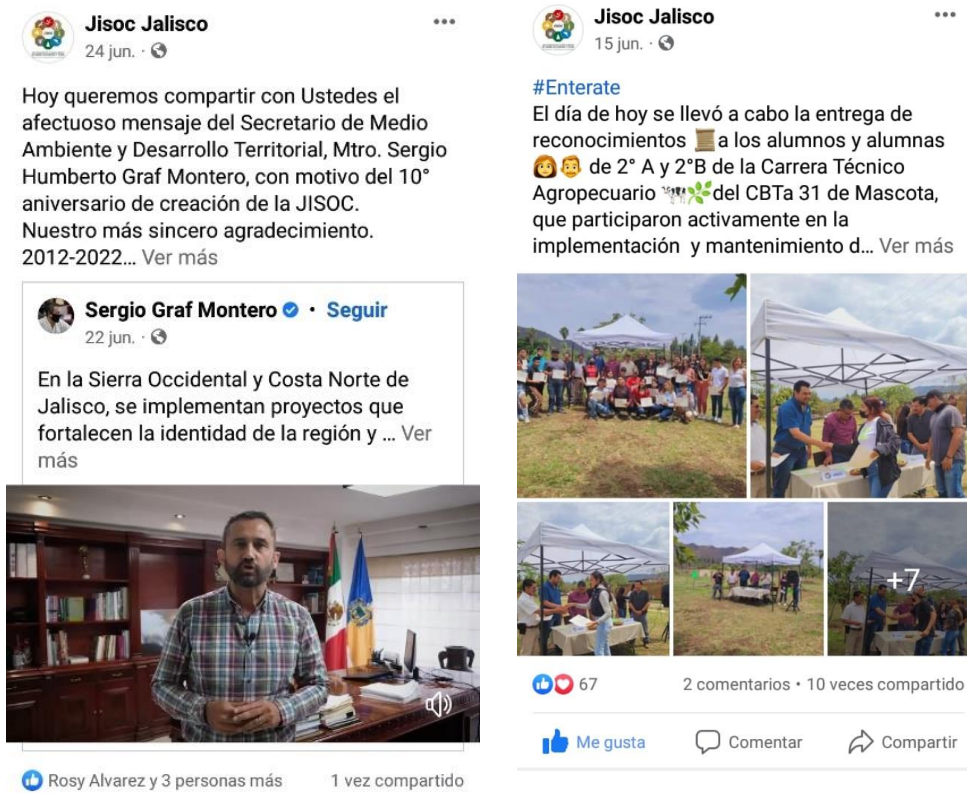 Jisoc Jalisco
24 jun.
Hoy queremos compartir con Ustedes el
afectuoso mensaje del Secretario de Medio
Ambiente y Desarrollo Territorial, Mtro. Sergio
Humberto Graf Montero, con motivo del 10°
aniversario de creación de la JISOC.
Nuestro más sincero agradecimiento.
2012-2022... Ver más
Sergio Graf Montero • Seguir
22 jun.
En la Sierra Occidental y Costa Norte de
Jalisco, se implementan proyectos que
fortalecen la identidad de la región y ... Ver
más
Rosy Alvarez y 3 personas más 1 vez compartido
Jisoc Jalisco
15 jun.
#Enterate
El día de hoy se llevó a cabo la entrega de
reconocimientos 📜a los alumnos y alumnas
👩👨 de 2° A y 2°B de la Carrera Técnico
Agropecuario 🐄🌿del CBTa 31 de Mascota,
que participaron activamente en la
implementación y mantenimiento d... Ver más
+7
67 2 comentarios • 10 veces compartido
Me gusta Comentar Compartir